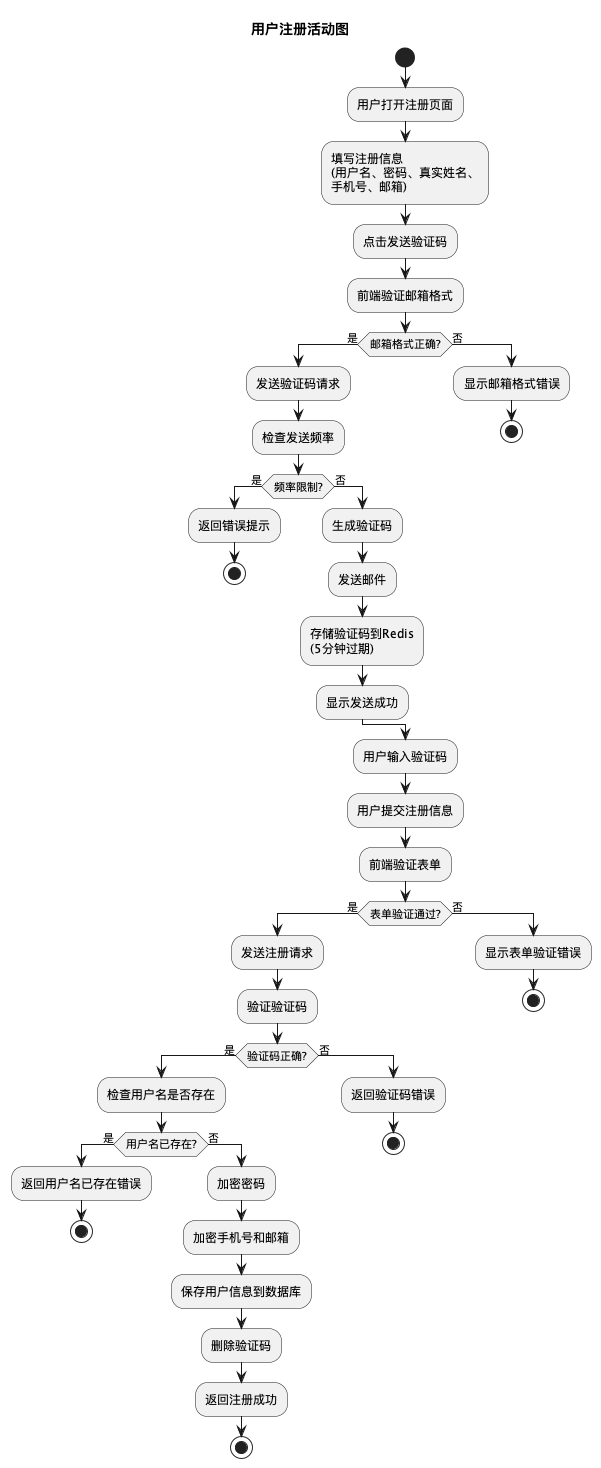 用户注册活动图
用户打开注册页面
填写注册信息
(用户名、密码、真实姓名、
手机号、邮箱)
点击发送验证码
前端验证邮箱格式
是
邮箱格式正确?
否
发送验证码请求
显示邮箱格式错误
检查发送频率
是
频率限制?
否
返回错误提示
生成验证码
发送邮件
存储验证码到Redis
(5分钟过期)
显示发送成功
用户输入验证码
用户提交注册信息
前端验证表单
是
表单验证通过?
否
发送注册请求
显示表单验证错误
验证验证码
是
验证码正确?
否
检查用户名是否存在
返回验证码错误
是
用户名已存在?
否
返回用户名已存在错误
加密密码
加密手机号和邮箱
保存用户信息到数据库
删除验证码
返回注册成功